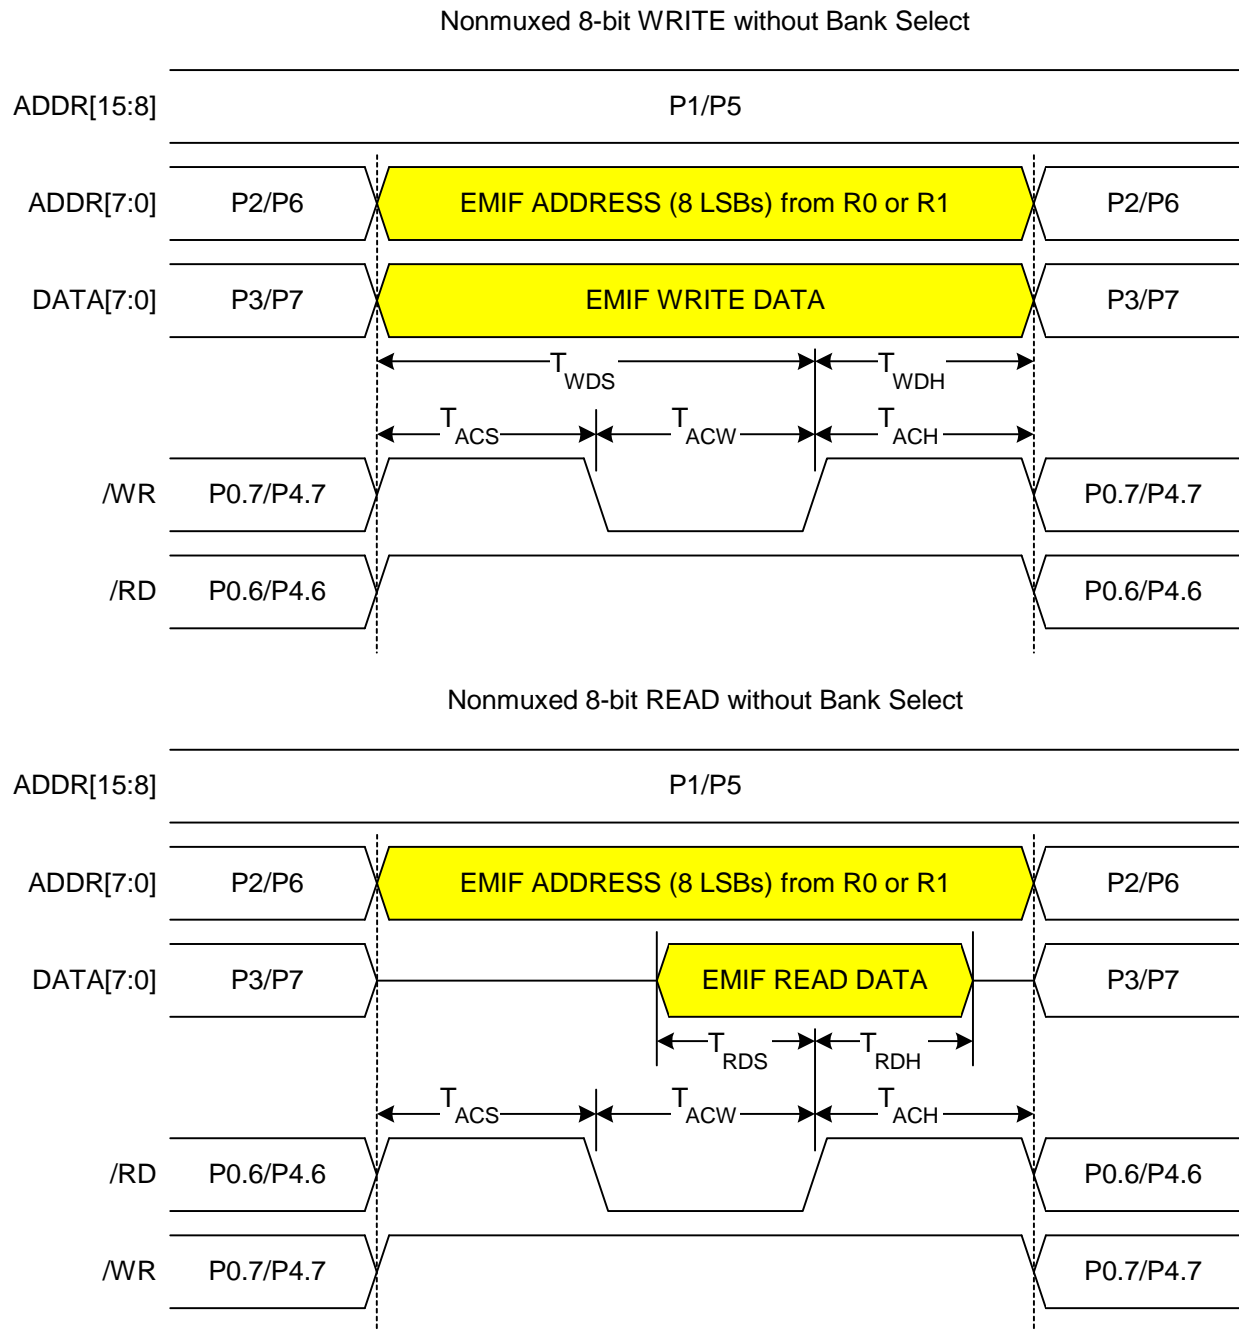 Nonmuxed 8-bit WRITE without Bank Select
ADDR[15:8] P1/P5
ADDR[7:0] P2/P6 EMIF ADDRESS (8 LSBs) from R0 or R1 P2/P6
DATA[7:0] P3/P7 EMIF WRITE DATA P3/P7
TWDS TWDH
TACS TACW TACH
/WR P0.7/P4.7 P0.7/P4.7
/RD P0.6/P4.6 P0.6/P4.6
Nonmuxed 8-bit READ without Bank Select
ADDR[15:8] P1/P5
ADDR[7:0] P2/P6 EMIF ADDRESS (8 LSBs) from R0 or R1 P2/P6
DATA[7:0] P3/P7 EMIF READ DATA P3/P7
TRDS TRDH
TACS TACW TACH
/RD P0.6/P4.6 P0.6/P4.6
/WR P0.7/P4.7 P0.7/P4.7